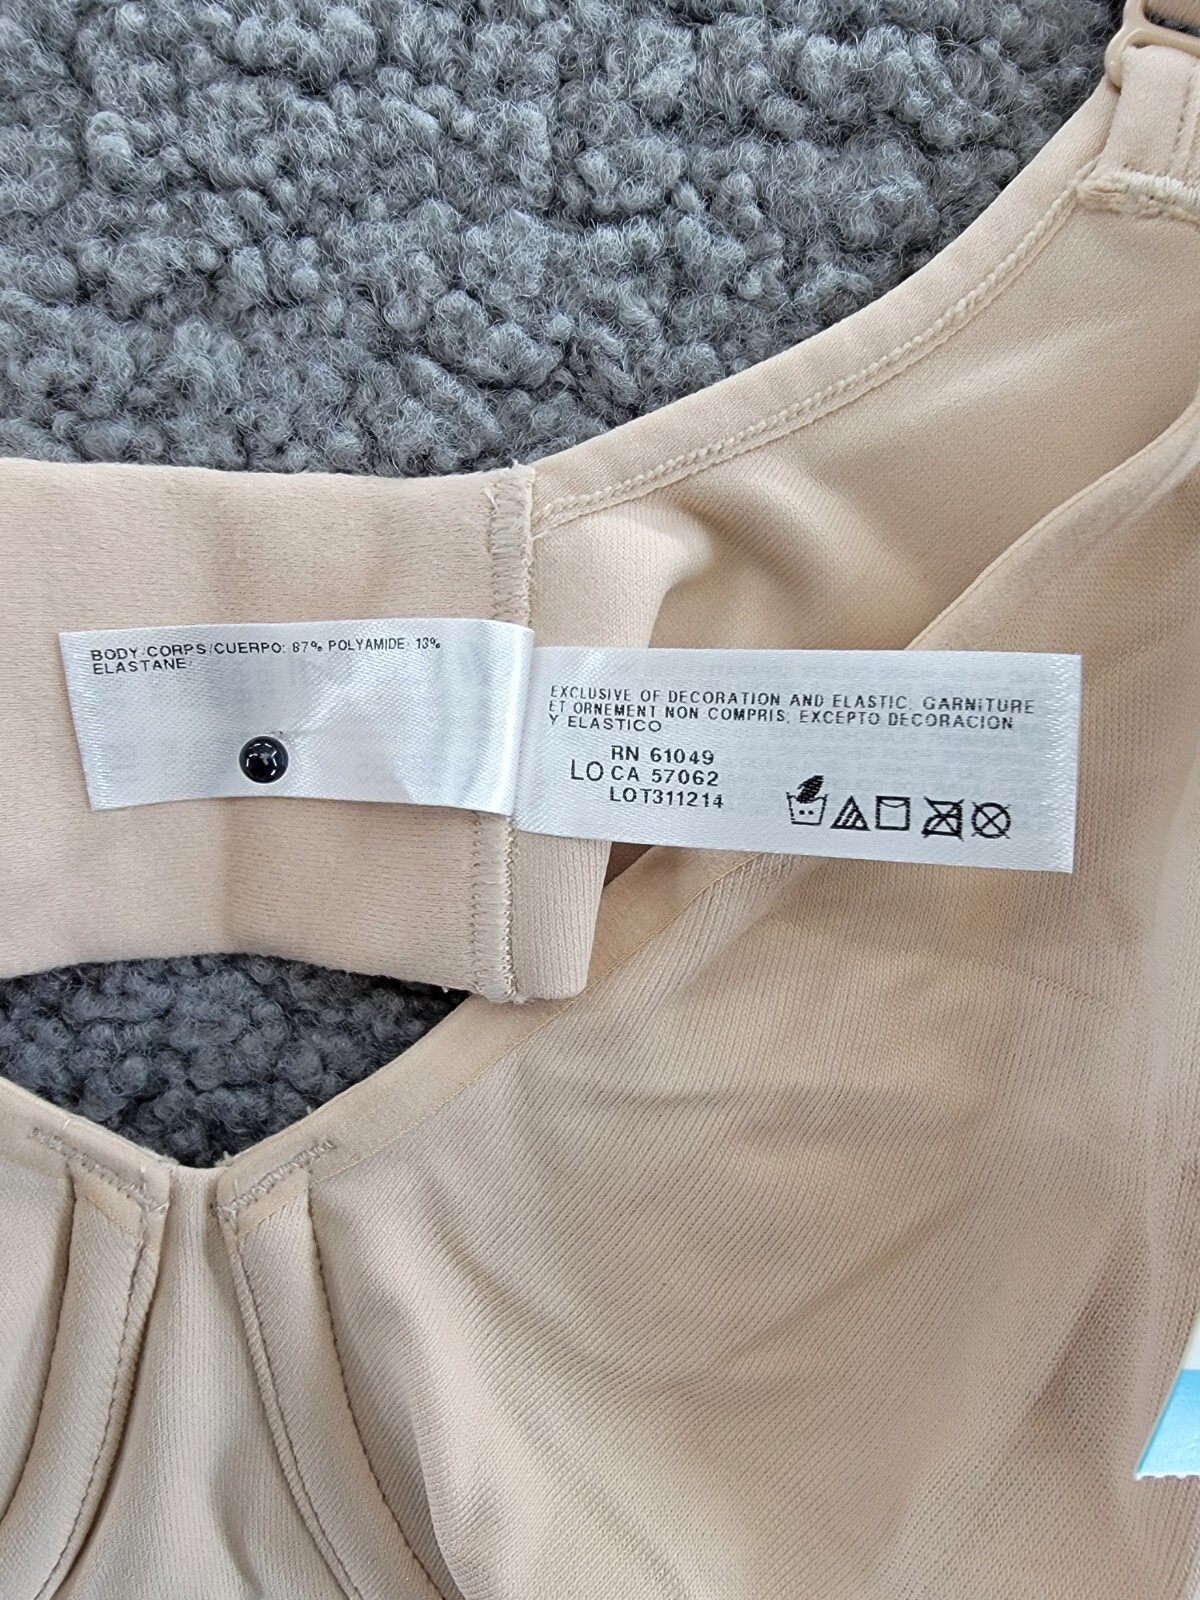 BODY/CORPS/CUERPO: 87% POLYAMIDE 13%
ELASTANE
EXCLUSIVE OF DECORATION AND ELASTIC, GARNITURE
ET ORNEMENT NON COMPRIS, EXCEPTO DECORACION
Y ELASTICO
RN 61049
LO CA 57062
LOT311214